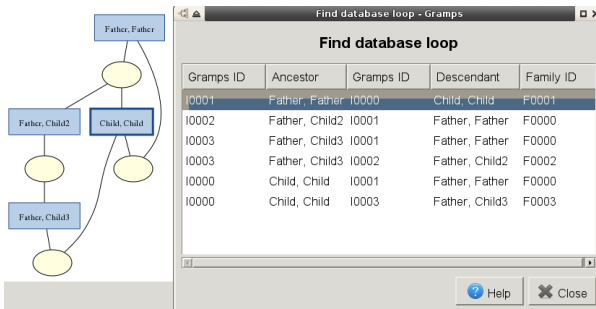 Father, Father
Father, Child2
Child, Child
Father, Child3
Find database loop - Gramps
Find database loop
Gramps ID Ancestor Gramps ID Descendant Family ID
I0001 Father, Father I0000 Child, Child F0001
I0002 Father, Child2 I0001 Father, Father F0000
I0003 Father, Child3 I0001 Father, Father F0000
I0003 Father, Child3 I0002 Father, Child2 F0002
I0000 Child, Child I0001 Father, Father F0000
I0000 Child, Child I0003 Father, Child3 F0003
Help
Close